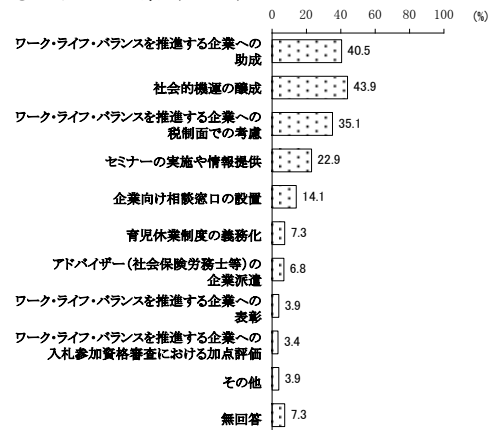 0 20 40 60 80 100 (%)
ワーク・ライフ・バランスを推進する企業への
助成
40.5
社会的機運の醸成
43.9
ワーク・ライフ・バランスを推進する企業への
税制面での考慮
35.1
セミナーの実施や情報提供
22.9
企業向け相談窓口の設置
14.1
育児休業制度の義務化
7.3
アドバイザー（社会保険労務士等）の
企業派遣
6.8
ワーク・ライフ・バランスを推進する企業への
表彰
3.9
ワーク・ライフ・バランスを推進する企業への
入札参加資格審査における加点評価
3.4
その他
3.9
無回答
7.3